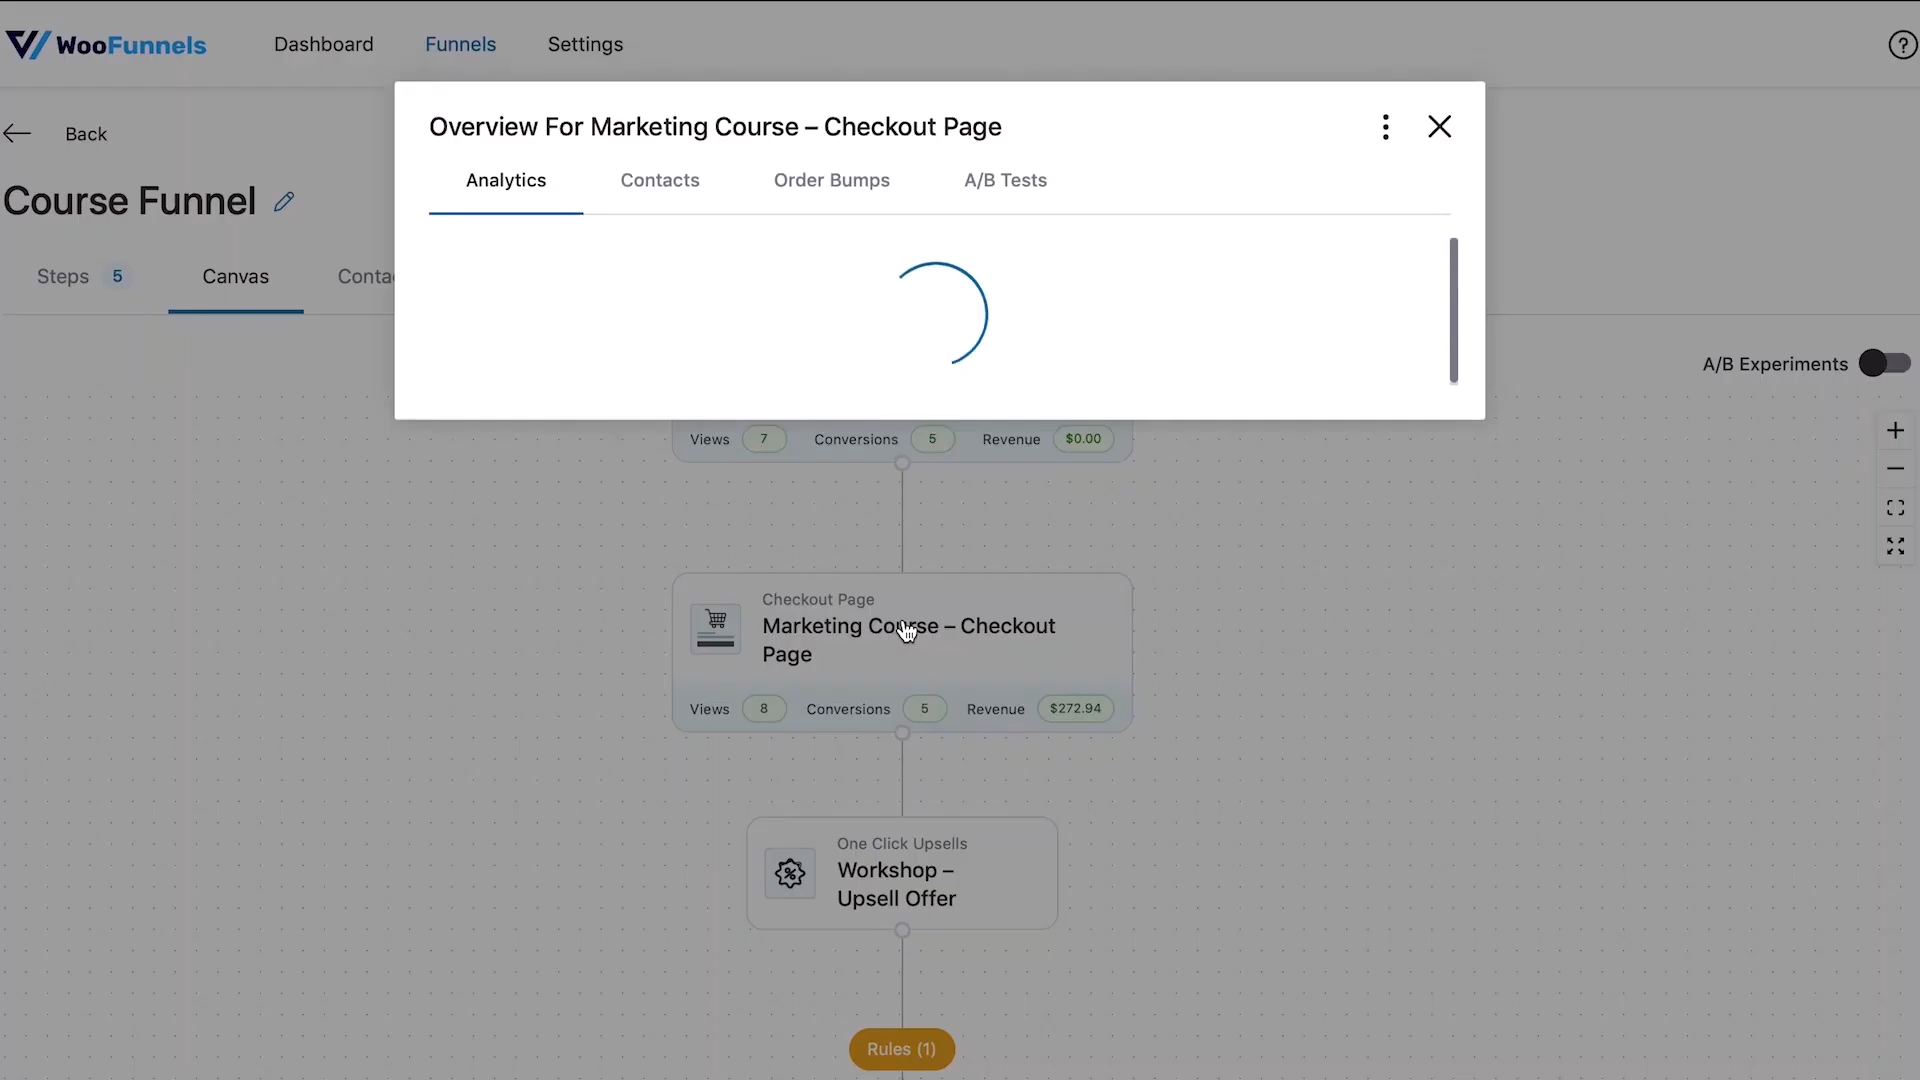 WooFunnels
Dashboard
Funnels
Settings
?
Back
Overview For Marketing Course – Checkout Page
Analytics
Contacts
Order Bumps
A/B Tests
Course Funnel
Steps 5
Canvas
Conta
A/B Experiments
Views 7 Conversions 5 Revenue $0.00
Checkout Page
Marketing Course – Checkout
Page
Views 8 Conversions 5 Revenue $272.94
One Click Upsells
Workshop –
Upsell Offer
Rules (1)